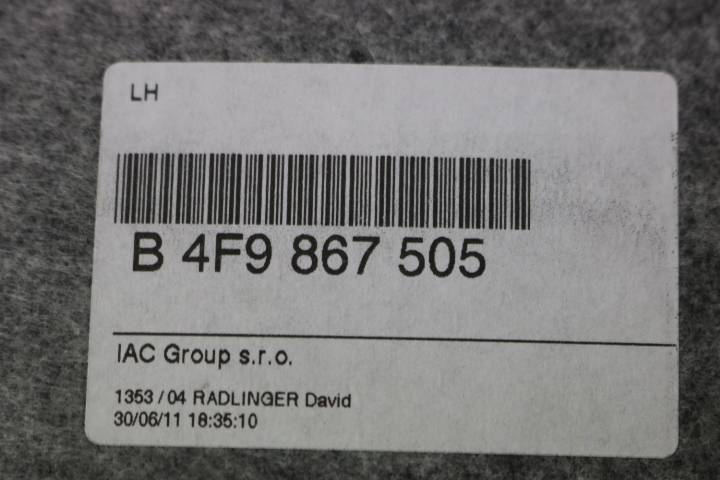 LH
B 4F9 867 505
IAC Group s.r.o.
1353 / 04 RADLINGER David
30/06/11 18:35:10